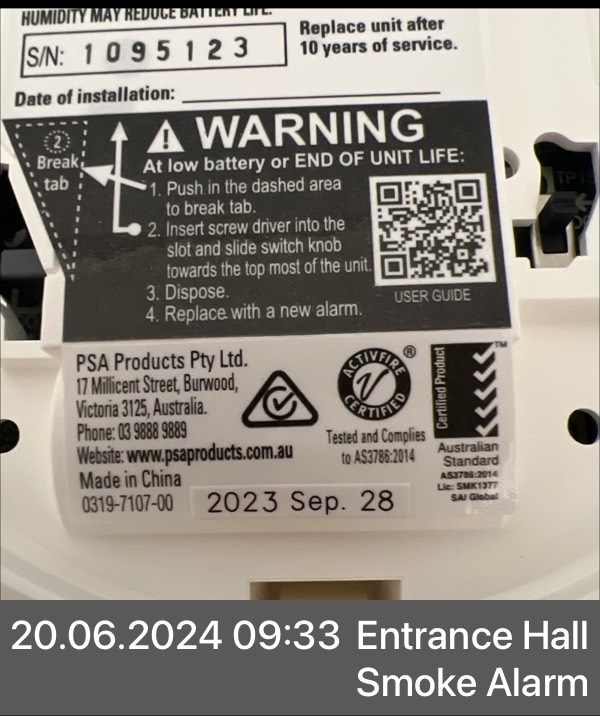 HUMIDITY MAY REDUCE BATTERY LIFE.
S/N: 1095123
Replace unit after
10 years of service.
Date of installation:
2
Break
tab
WARNING
At low battery or END OF UNIT LIFE:
1. Push in the dashed area
to break tab.
2. Insert screw driver into the
slot and slide switch knob
towards the top most of the unit.
3. Dispose.
4. Replace with a new alarm.
USER GUIDE
PSA Products Pty Ltd.
17 Millicent Street, Burwood,
Victoria 3125, Australia.
Phone: 03 9888 9889
Website: www.psaproducts.com.au
Made in China
0319-7107-00
2023 Sep. 28
ACTIVFIRE ®
CERTIFIED
Tested and Complies
to AS3786:2014
Certified Product
TM
Australian
Standard
AS3786:2014
Lic: SMK1377
SAI Global
20.06.2024 09:33 Entrance Hall
Smoke Alarm